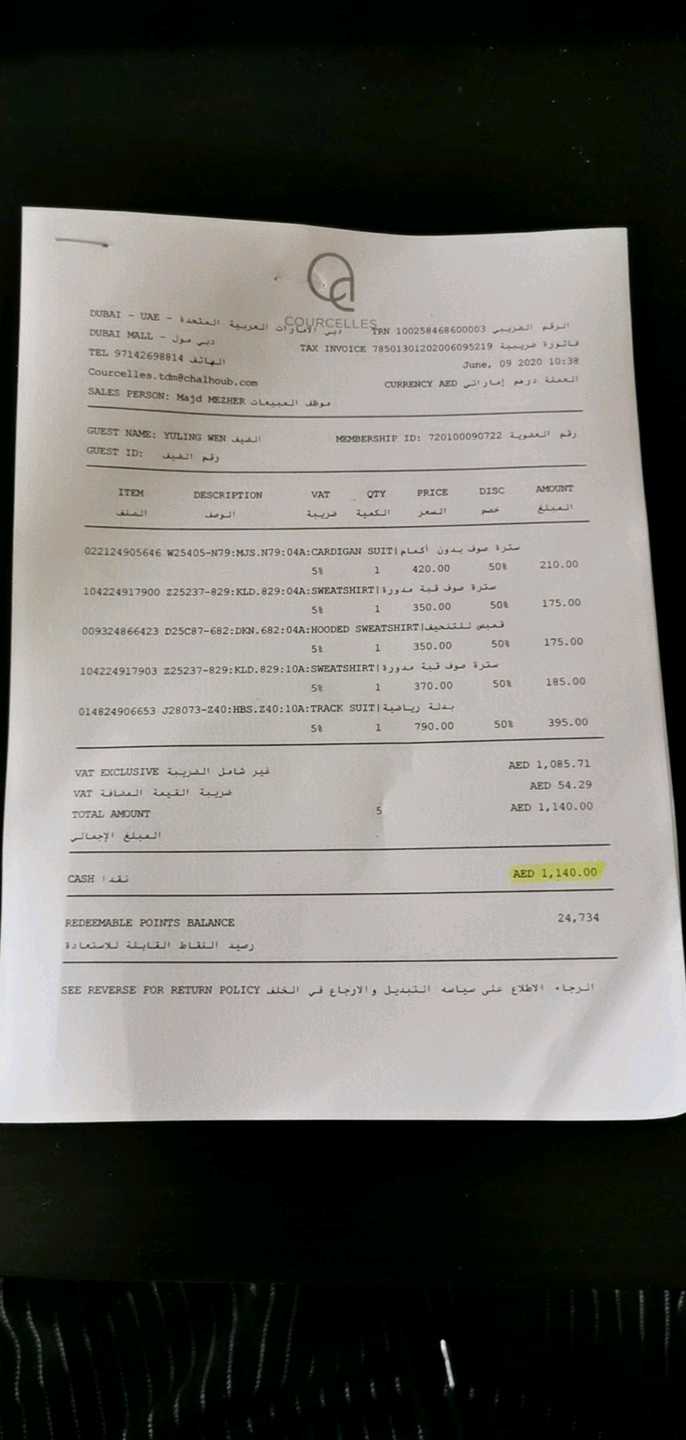 COURCELLES
DUBAI - UAE - دبي الامارات العربية المتحدة
TRN 100258468600003 الرقم الضريبي
DUBAI MALL - دبي مول
TAX INVOICE 78501301202006095219 فاتورة ضريبية
TEL 97142698814 الهاتف
June, 09 2020 10:38
Courcelles.tdm@chalhoub.com
CURRENCY AED العملة درهم إماراتي
SALES PERSON: Majd MEZHER موظف المبيعات
GUEST NAME: YULING WEN الضيف
MEMBERSHIP ID: 720100090722 رقم العضوية
GUEST ID: رقم الضيف
ITEM DESCRIPTION VAT QTY PRICE DISC AMOUNT
الصنف الوصف ضريبة الكمية السعر خصم المبلغ
022124905646 W25405-N79:MJS.N79:04A:CARDIGAN SUIT|سترة صوف بدون أكمام
5% 1 420.00 50% 210.00
104224917900 Z25237-829:KLD.829:04A:SWEATSHIRT|سترة صوف قبة مدورة
5% 1 350.00 50% 175.00
009324866423 D25C87-682:DKN.682:04A:HOODED SWEATSHIRT|قميص للتنحيف
5% 1 350.00 50% 175.00
104224917903 Z25237-829:KLD.829:10A:SWEATSHIRT|سترة صوف قبة مدورة
5% 1 370.00 50% 185.00
014824906653 J28073-Z40:HBS.Z40:10A:TRACK SUIT|بدلة رياضية
5% 1 790.00 50% 395.00
VAT EXCLUSIVE غير شامل الضريبة AED 1,085.71
VAT ضريبة القيمة المضافة AED 54.29
TOTAL AMOUNT 5 AED 1,140.00
المبلغ الإجمالي
CASH نقدا AED 1,140.00
REDEEMABLE POINTS BALANCE 24,734
رصيد النقاط القابلة للاستعادة
SEE REVERSE FOR RETURN POLICY الرجاء الاطلاع على سياسه التبديل والارجاع في الخلف